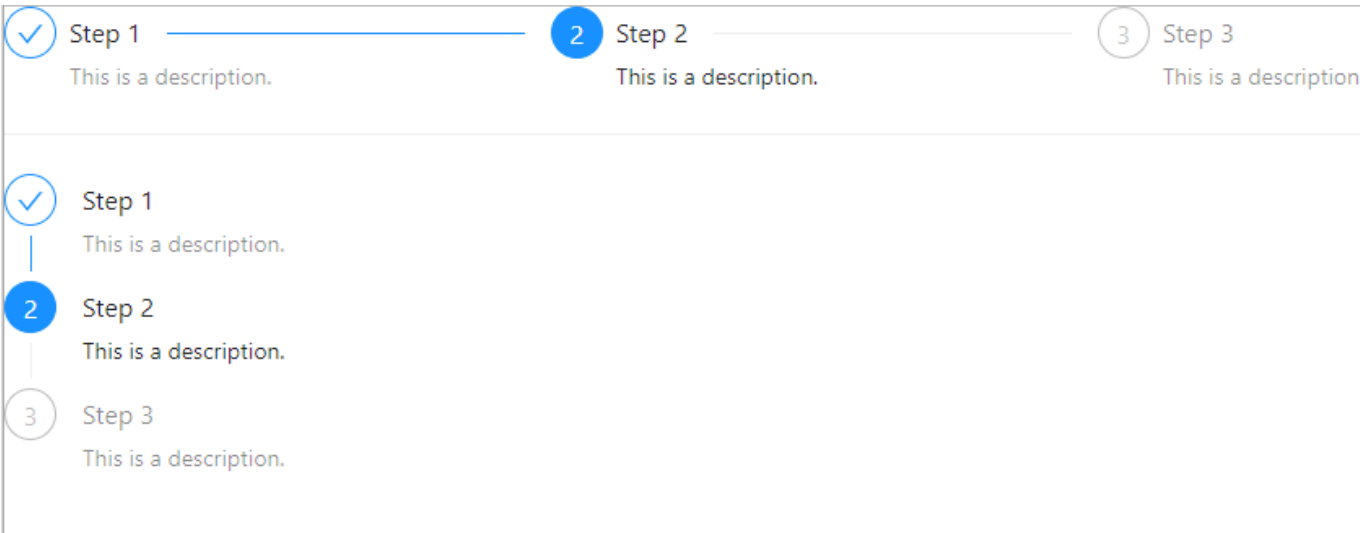 Step 1
2 Step 2
3 Step 3
This is a description.
This is a description.
This is a description
Step 1
This is a description.
2 Step 2
This is a description.
3 Step 3
This is a description.